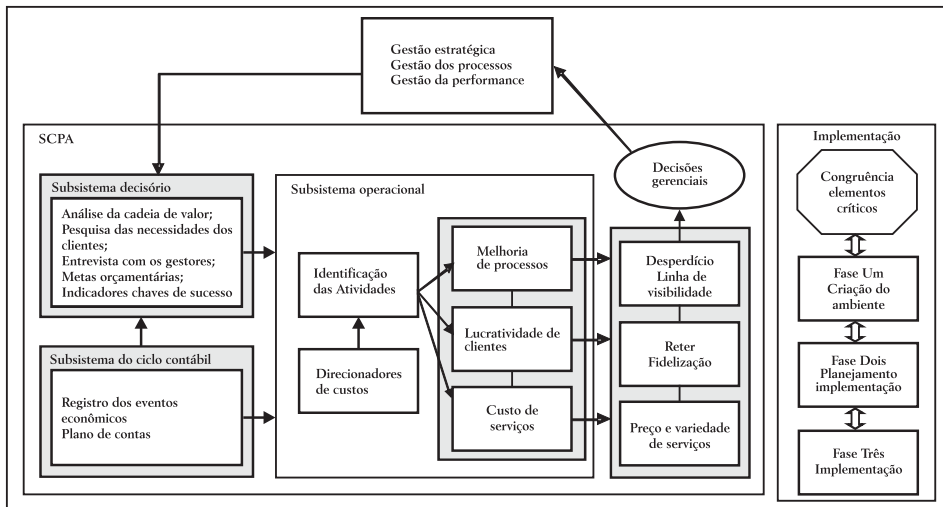 Gestão estratégica
Gestão dos processos
Gestão da performance
SCPA
Subsistema decisório
Análise da cadeia de valor;
Pesquisa das necessidades dos
clientes;
Entrevista com os gestores;
Metas orçamentárias;
Indicadores chaves de sucesso
Subsistema do ciclo contábil
Registro dos eventos
econômicos
Plano de contas
Subsistema operacional
Identificação
das Atividades
Direcionadores
de custos
Melhoria
de processos
Lucratividade de
clientes
Custo de
serviços
Decisões
gerenciais
Desperdício
Linha de
visibilidade
Reter
Fidelização
Preço e variedade
de serviços
Implementação
Congruência
elementos
críticos
Fase Um
Criação do
ambiente
Fase Dois
Planejamento
implementação
Fase Três
Implementação